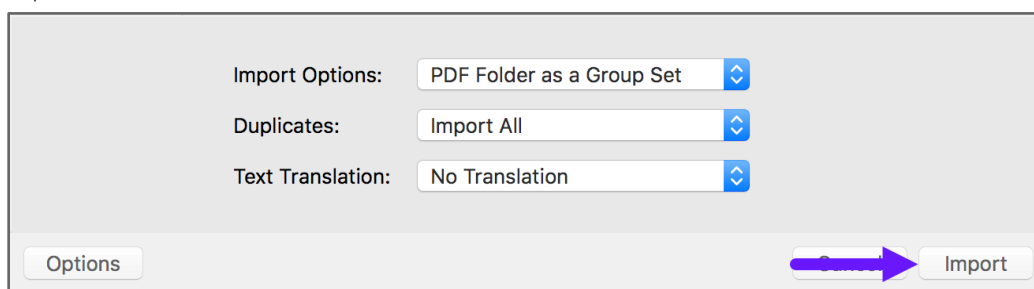 Import Options: PDF Folder as a Group Set
Duplicates: Import All
Text Translation: No Translation
Options Import